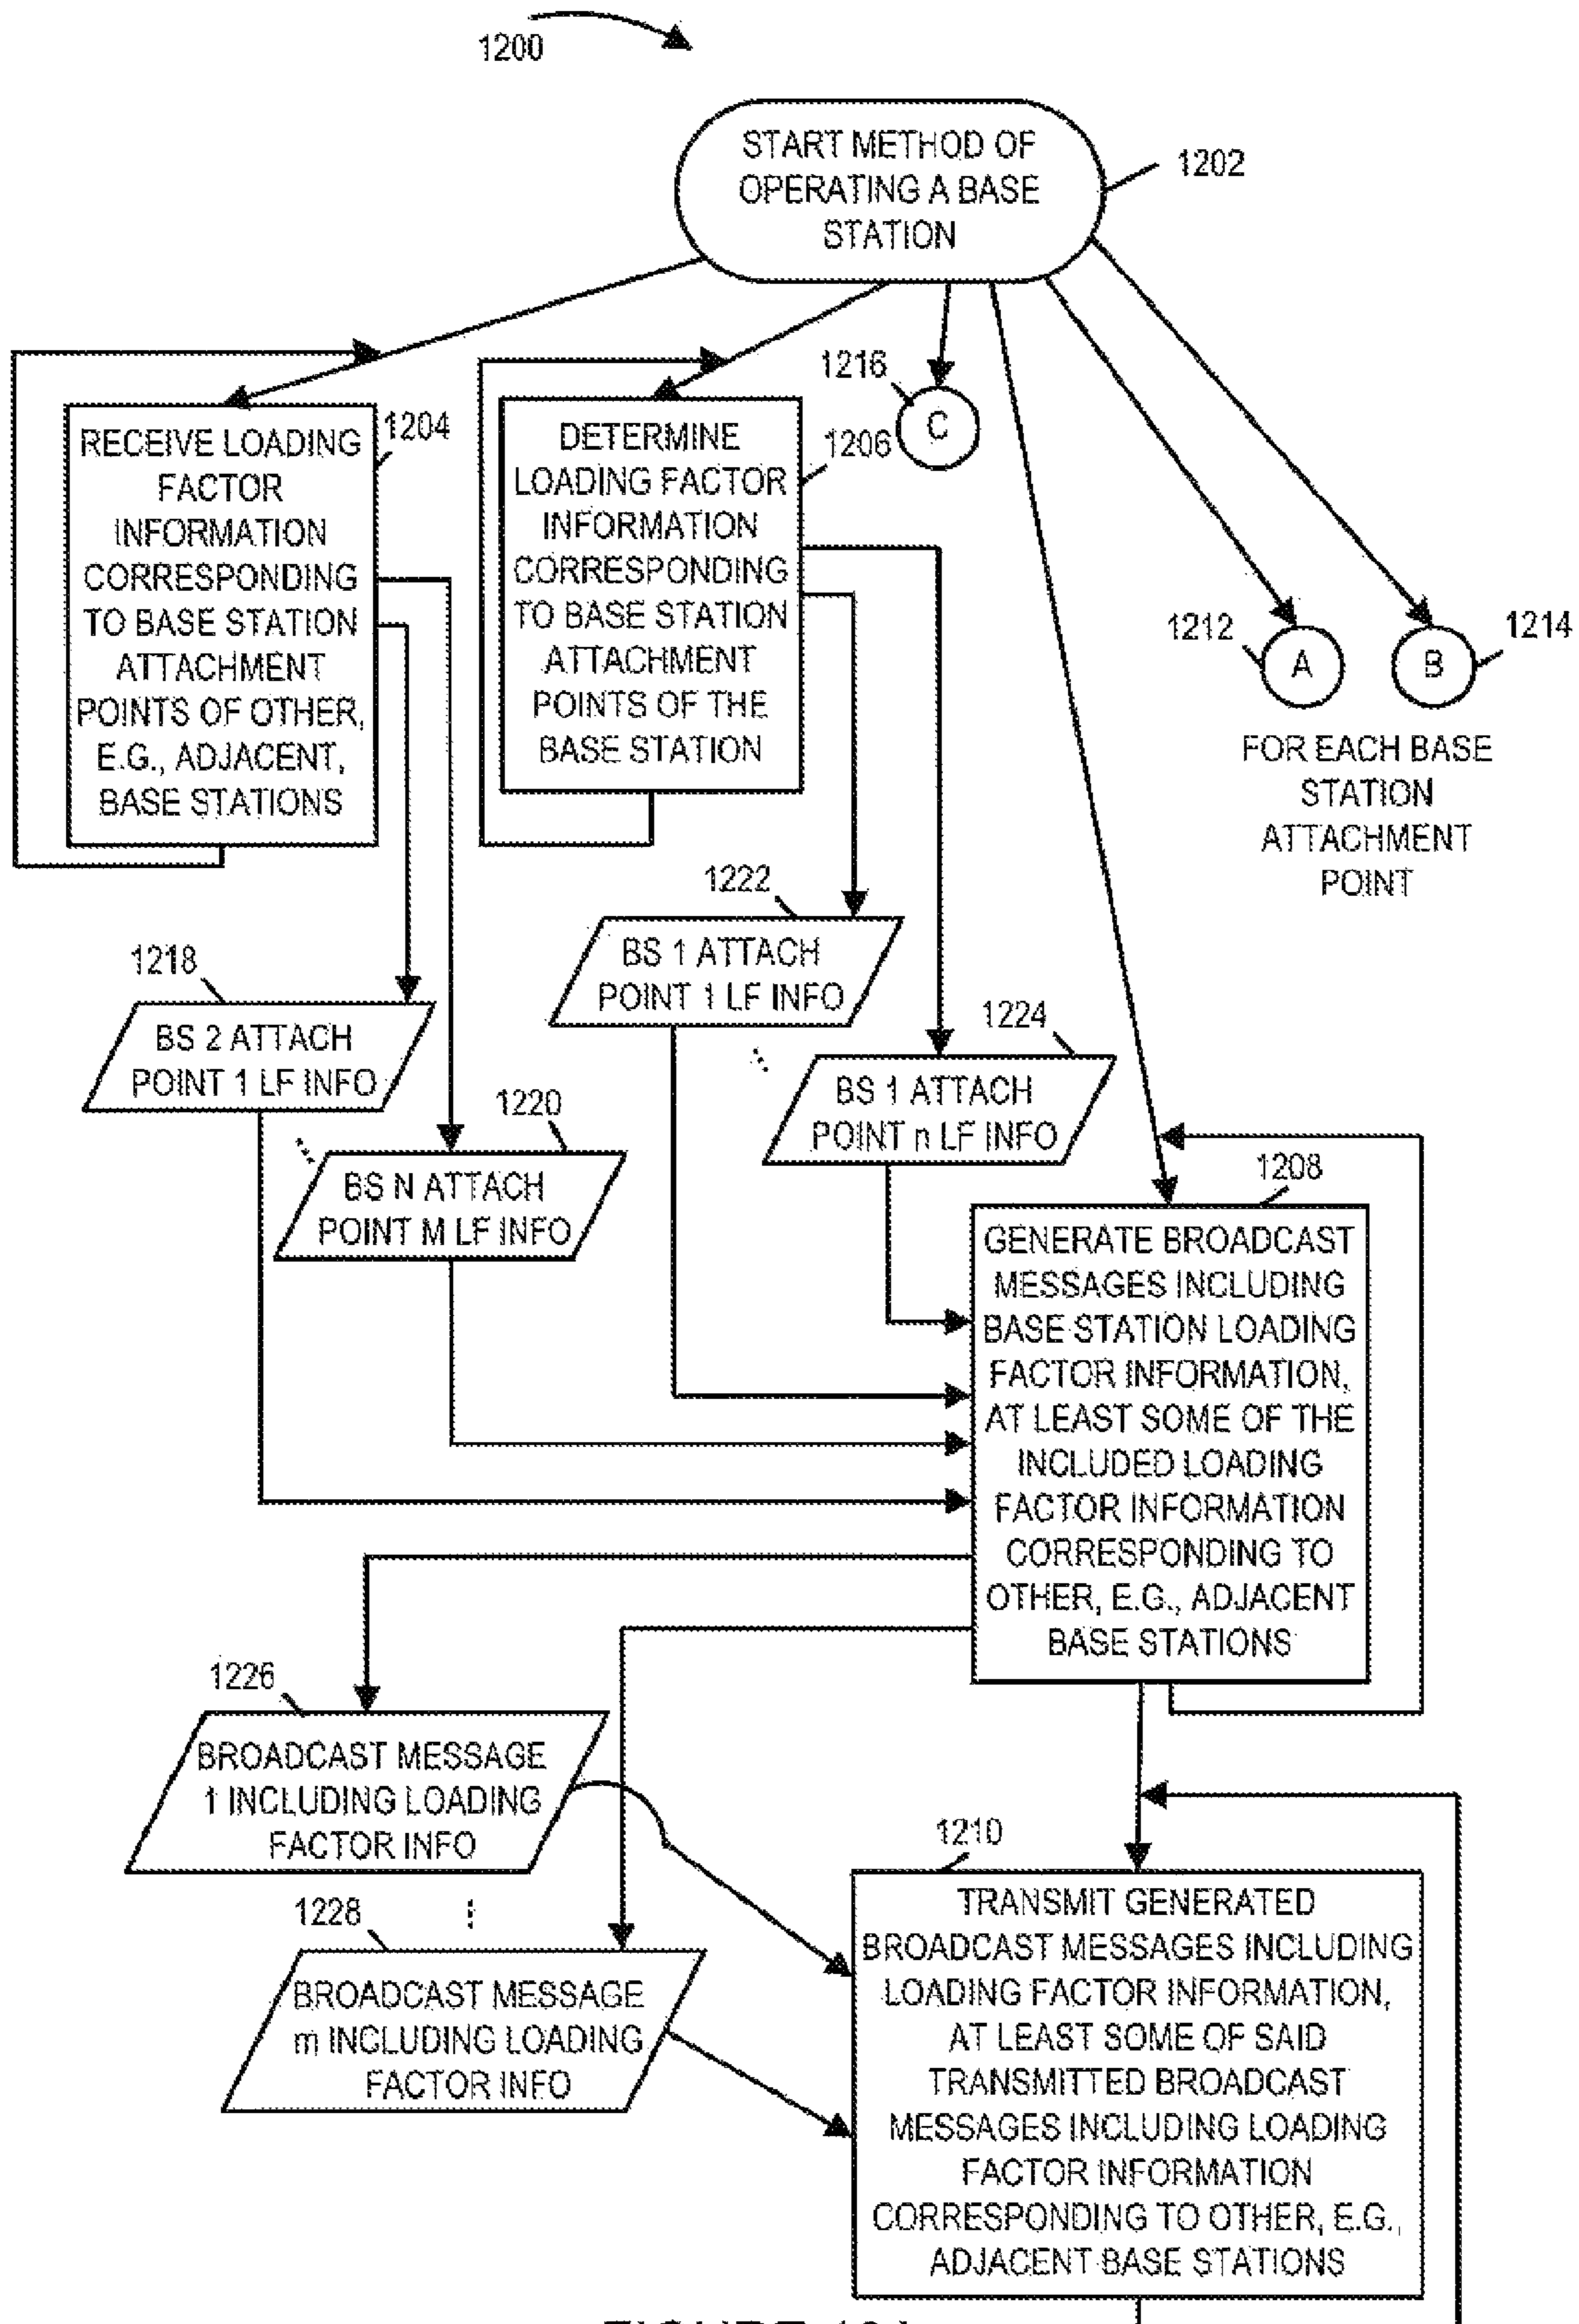 1200
START METHOD OF
OPERATING A BASE
STATION
1202
1216
C
1204
RECEIVE LOADING
FACTOR
INFORMATION
CORRESPONDING
TO BASE STATION
ATTACHMENT
POINTS OF OTHER,
E.G., ADJACENT,
BASE STATIONS
1206
DETERMINE
LOADING FACTOR
INFORMATION
CORRESPONDING
TO BASE STATION
ATTACHMENT
POINTS OF THE
BASE STATION
1212
A
B
1214
FOR EACH BASE
STATION
ATTACHMENT
POINT
1222
BS 1 ATTACH
POINT 1 LF INFO
1218
BS 2 ATTACH
POINT 1 LF INFO
1224
BS 1 ATTACH
POINT n LF INFO
1220
BS N ATTACH
POINT M LF INFO
1208
GENERATE BROADCAST
MESSAGES INCLUDING
BASE STATION LOADING
FACTOR INFORMATION,
AT LEAST SOME OF THE
INCLUDED LOADING
FACTOR INFORMATION
CORRESPONDING TO
OTHER, E.G., ADJACENT
BASE STATIONS
1226
BROADCAST MESSAGE
1 INCLUDING LOADING
FACTOR INFO
1228
BROADCAST MESSAGE
m INCLUDING LOADING
FACTOR INFO
1210
TRANSMIT GENERATED
BROADCAST MESSAGES INCLUDING
LOADING FACTOR INFORMATION,
AT LEAST SOME OF SAID
TRANSMITTED BROADCAST
MESSAGES INCLUDING LOADING
FACTOR INFORMATION
CORRESPONDING TO OTHER, E.G.,
ADJACENT BASE STATIONS